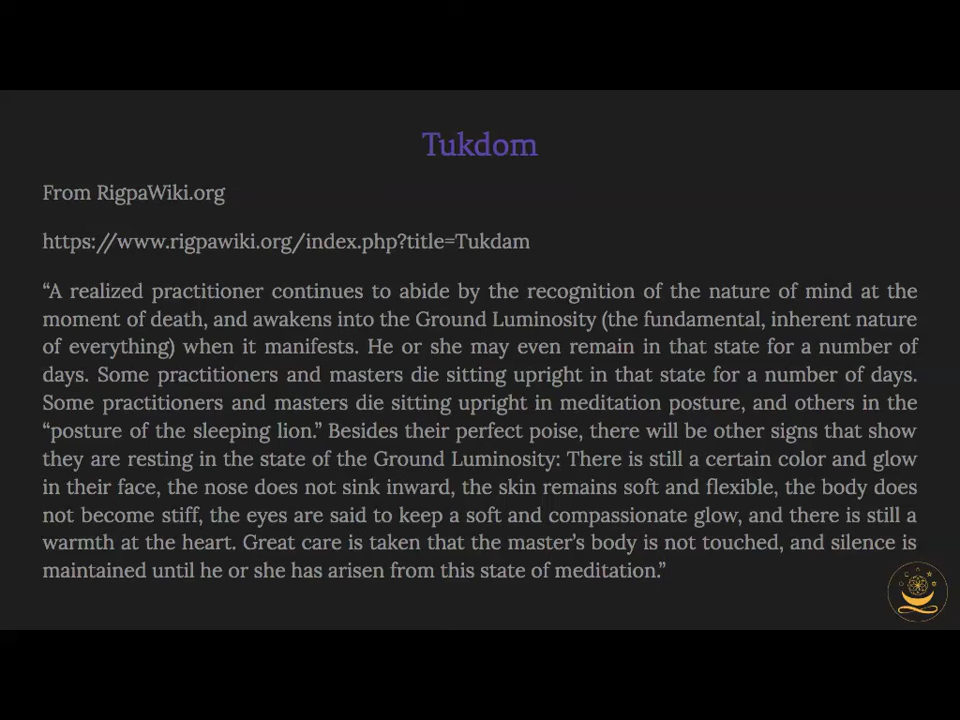 Tukdom
From RigpaWiki.org
https://www.rigpawiki.org/index.php?title=Tukdam
“A realized practitioner continues to abide by the recognition of the nature of mind at the
moment of death, and awakens into the Ground Luminosity (the fundamental, inherent nature
of everything) when it manifests. He or she may even remain in that state for a number of
days. Some practitioners and masters die sitting upright in that state for a number of days.
Some practitioners and masters die sitting upright in meditation posture, and others in the
“posture of the sleeping lion.” Besides their perfect poise, there will be other signs that show
they are resting in the state of the Ground Luminosity: There is still a certain color and glow
in their face, the nose does not sink inward, the skin remains soft and flexible, the body does
not become stiff, the eyes are said to keep a soft and compassionate glow, and there is still a
warmth at the heart. Great care is taken that the master’s body is not touched, and silence is
maintained until he or she has arisen from this state of meditation.”